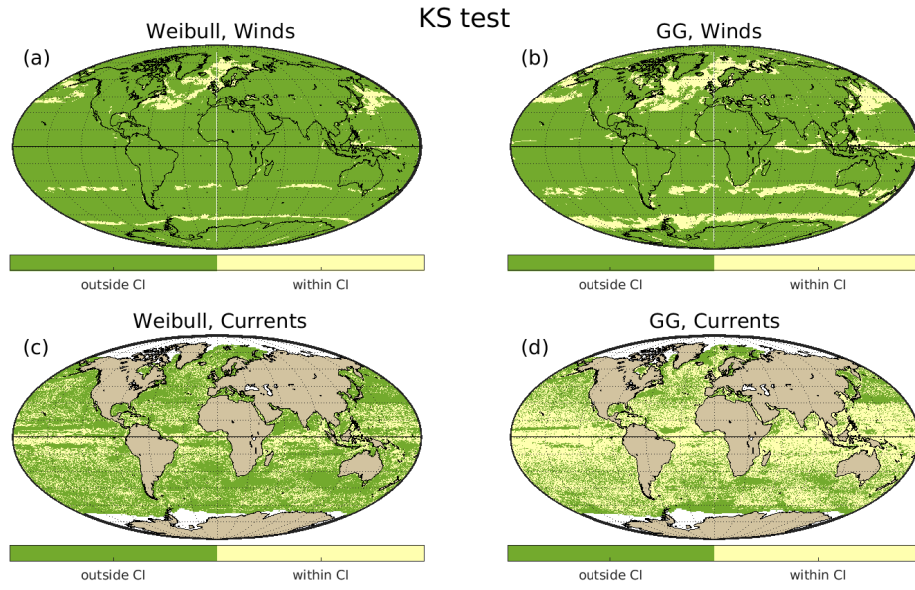 KS test
Weibull, Winds
GG, Winds
(a)
(b)
outside CI
within CI
outside CI
within CI
Weibull, Currents
GG, Currents
(c)
(d)
outside CI
within CI
outside CI
within CI